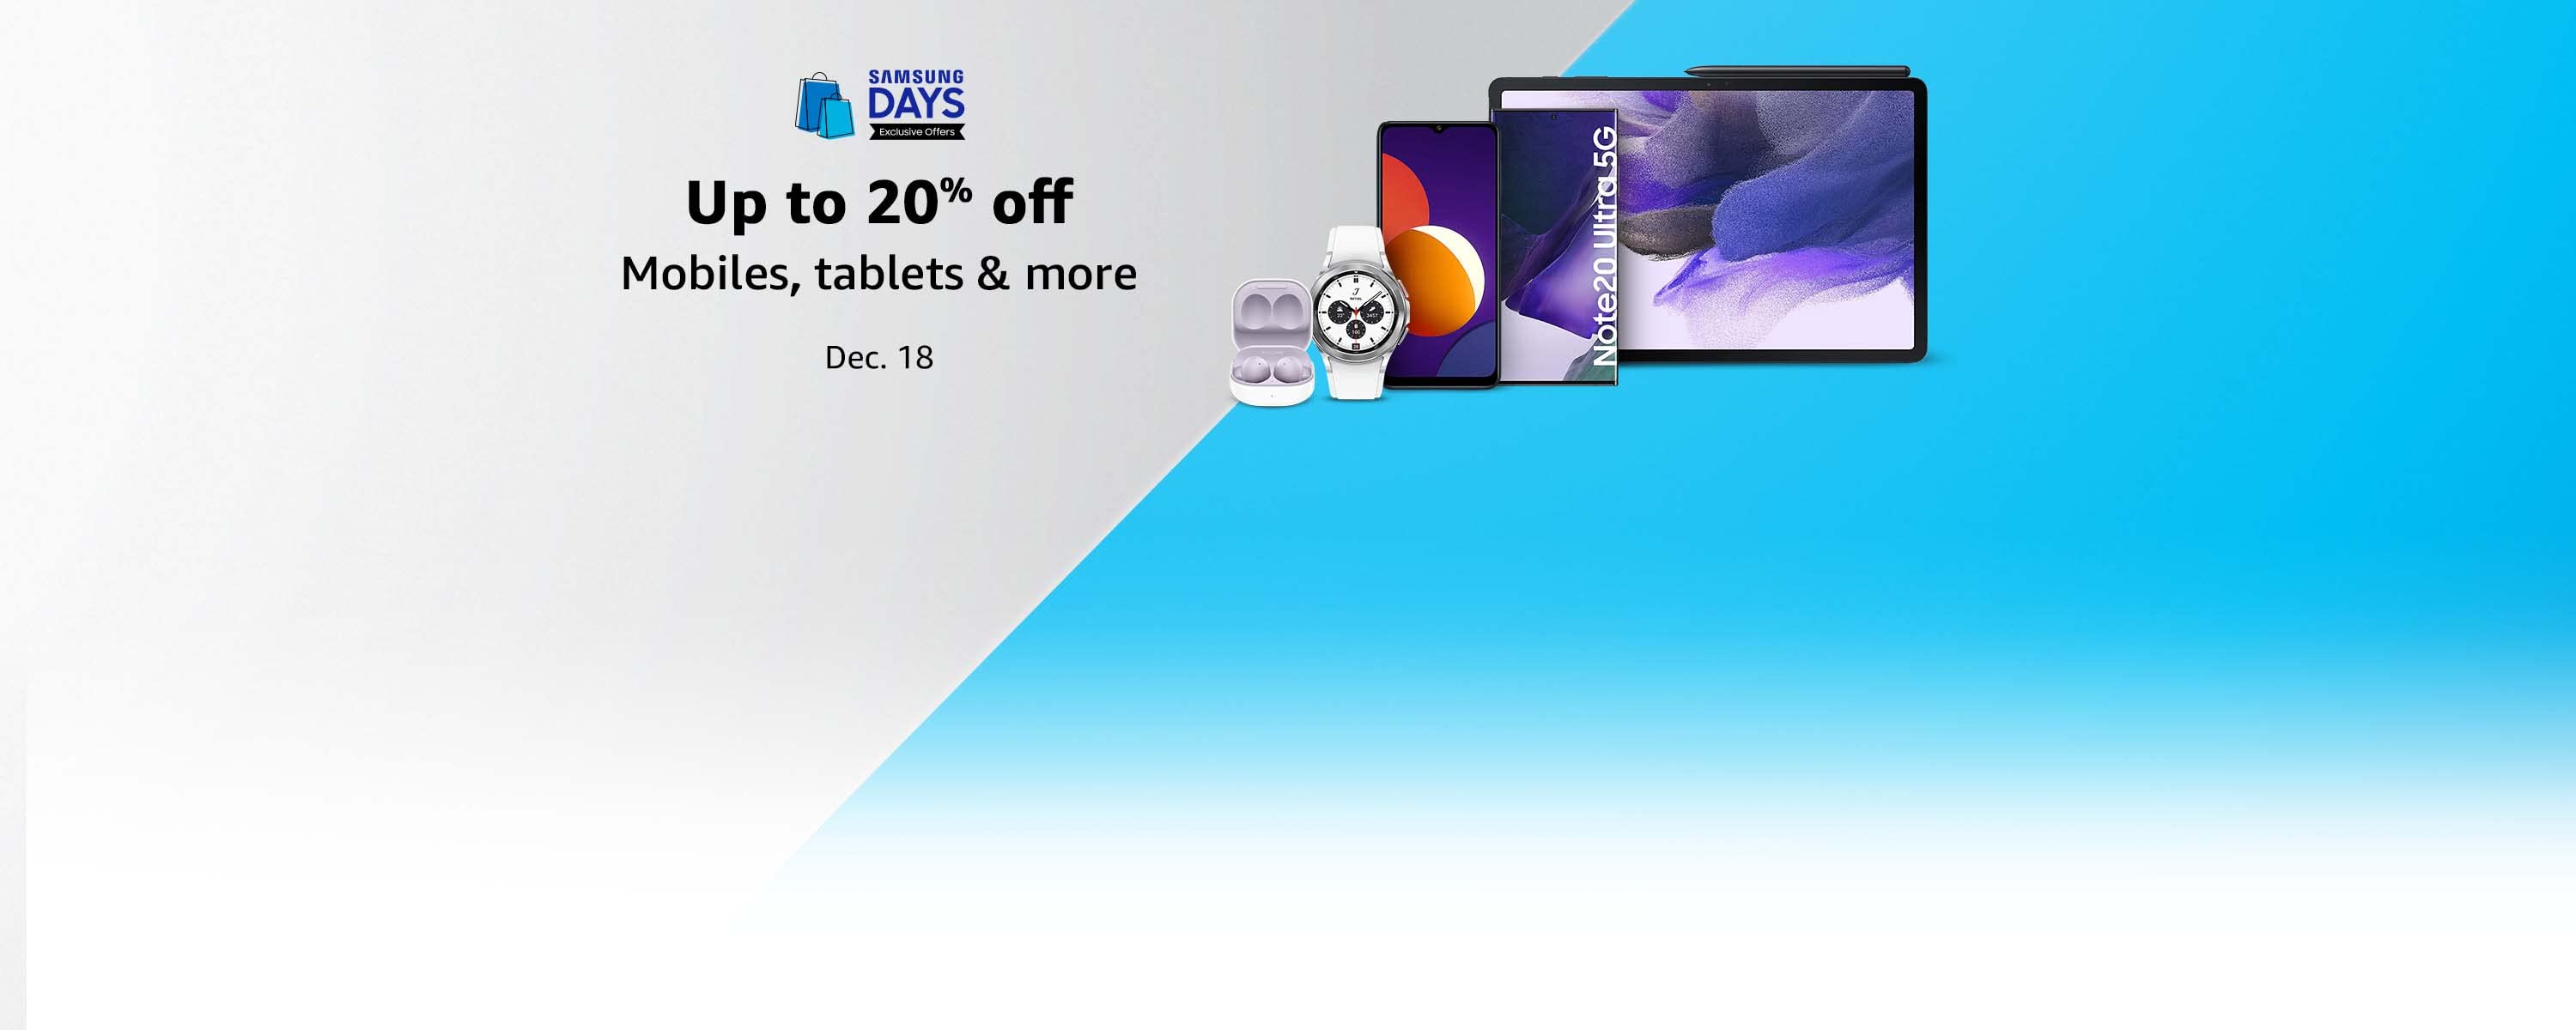 SAMSUNG
DAYS
Exclusive Offers
Up to 20% off
Mobiles, tablets & more
Dec. 18
Note20 Ultra 5G